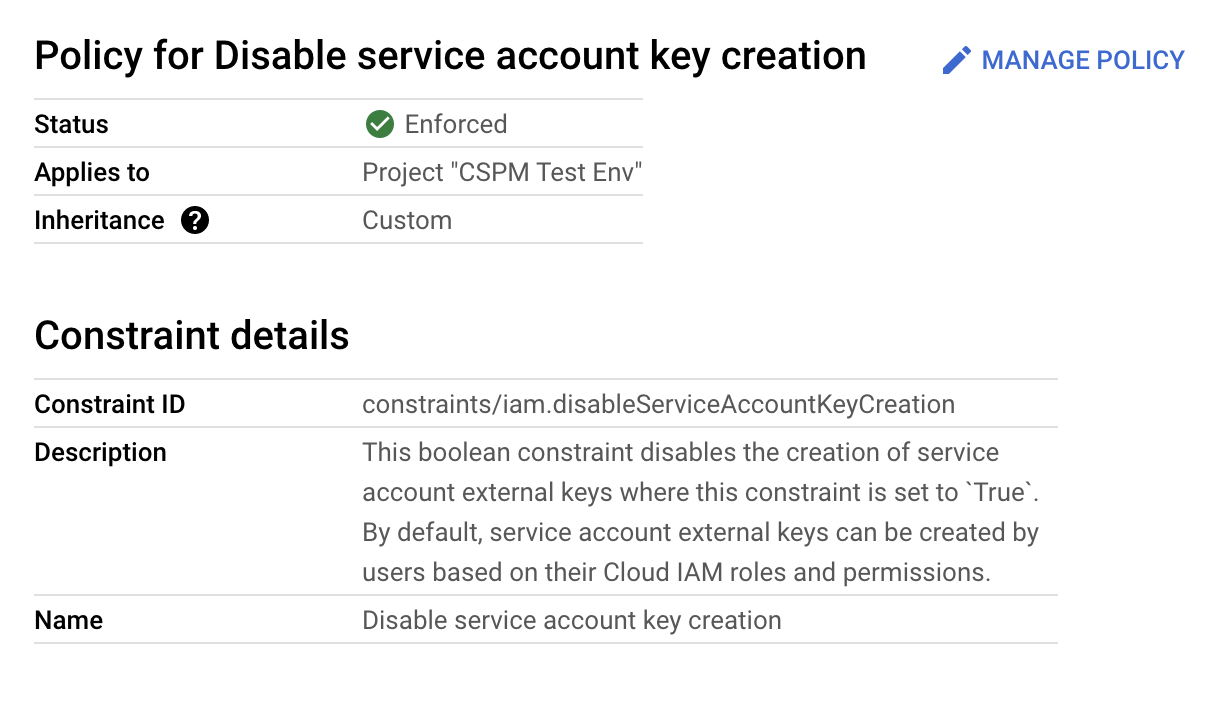 Policy for Disable service account key creation
MANAGE POLICY
Status
Enforced
Applies to
Project "CSPM Test Env"
Inheritance ?
Custom
Constraint details
Constraint ID
constraints/iam.disableServiceAccountKeyCreation
Description
This boolean constraint disables the creation of service
account external keys where this constraint is set to `True`.
By default, service account external keys can be created by
users based on their Cloud IAM roles and permissions.
Name
Disable service account key creation